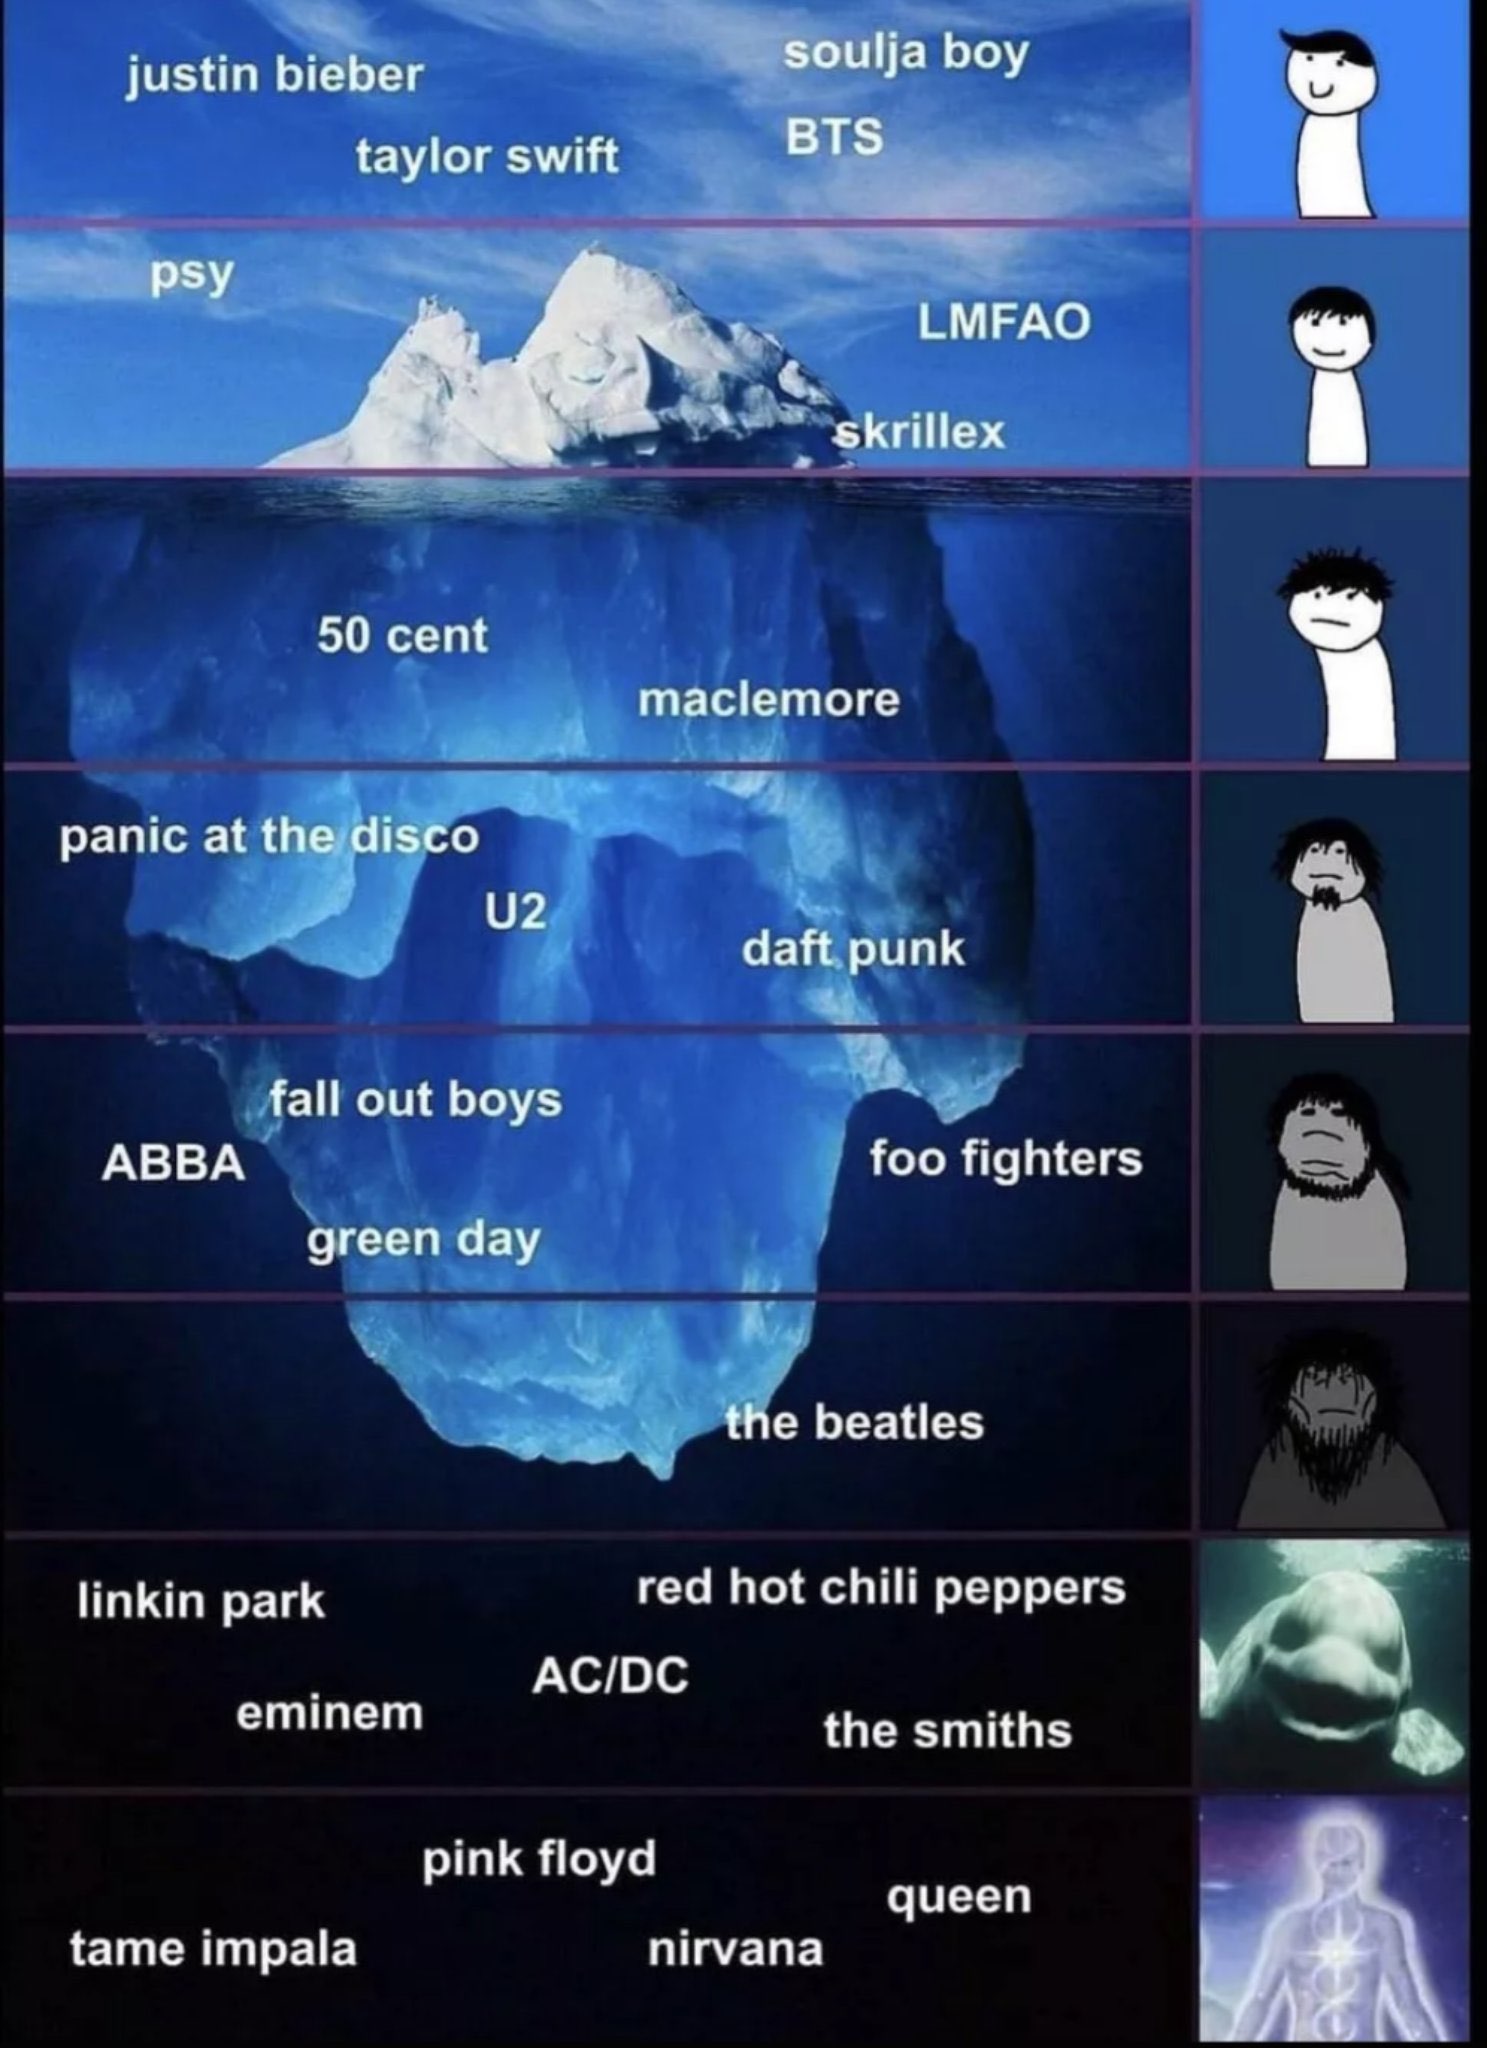 justin bieber
soulja boy
taylor swift
BTS
psy
LMFAO
skrillex
50 cent
maclemore
panic at the disco
U2
daft punk
fall out boys
ABBA
foo fighters
green day
the beatles
linkin park
red hot chili peppers
AC/DC
eminem
the smiths
pink floyd
queen
tame impala
nirvana